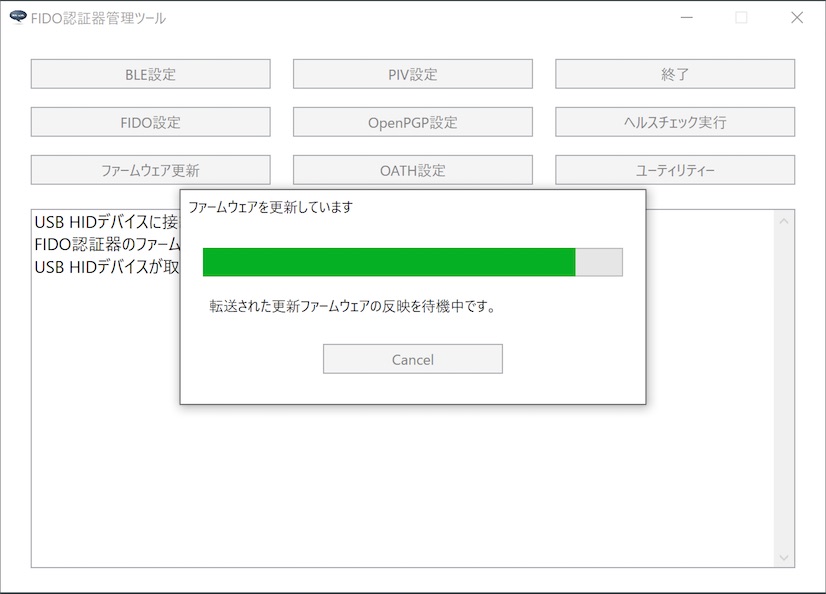 FIDO認証器管理ツール
BLE設定
PIV設定
終了
FIDO設定
OpenPGP設定
ヘルスチェック実行
ファームウェア更新
OATH設定
ユーティリティー
USB HIDデバイスに接
FIDO認証器のファーム
USB HIDデバイスが取
ファームウェアを更新しています
転送された更新ファームウェアの反映を待機中です。
Cancel